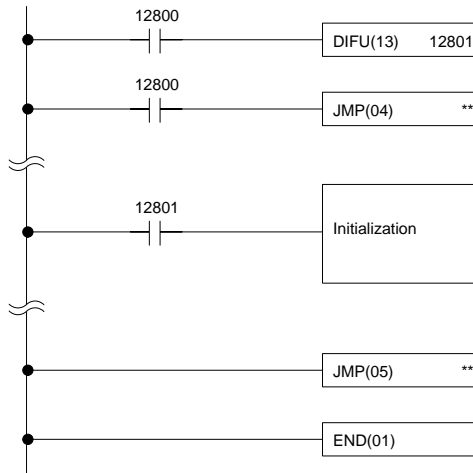 12800
DIFU(13) 12801
12800
JMP(04) **
12801
Initialization
JMP(05) **
END(01)